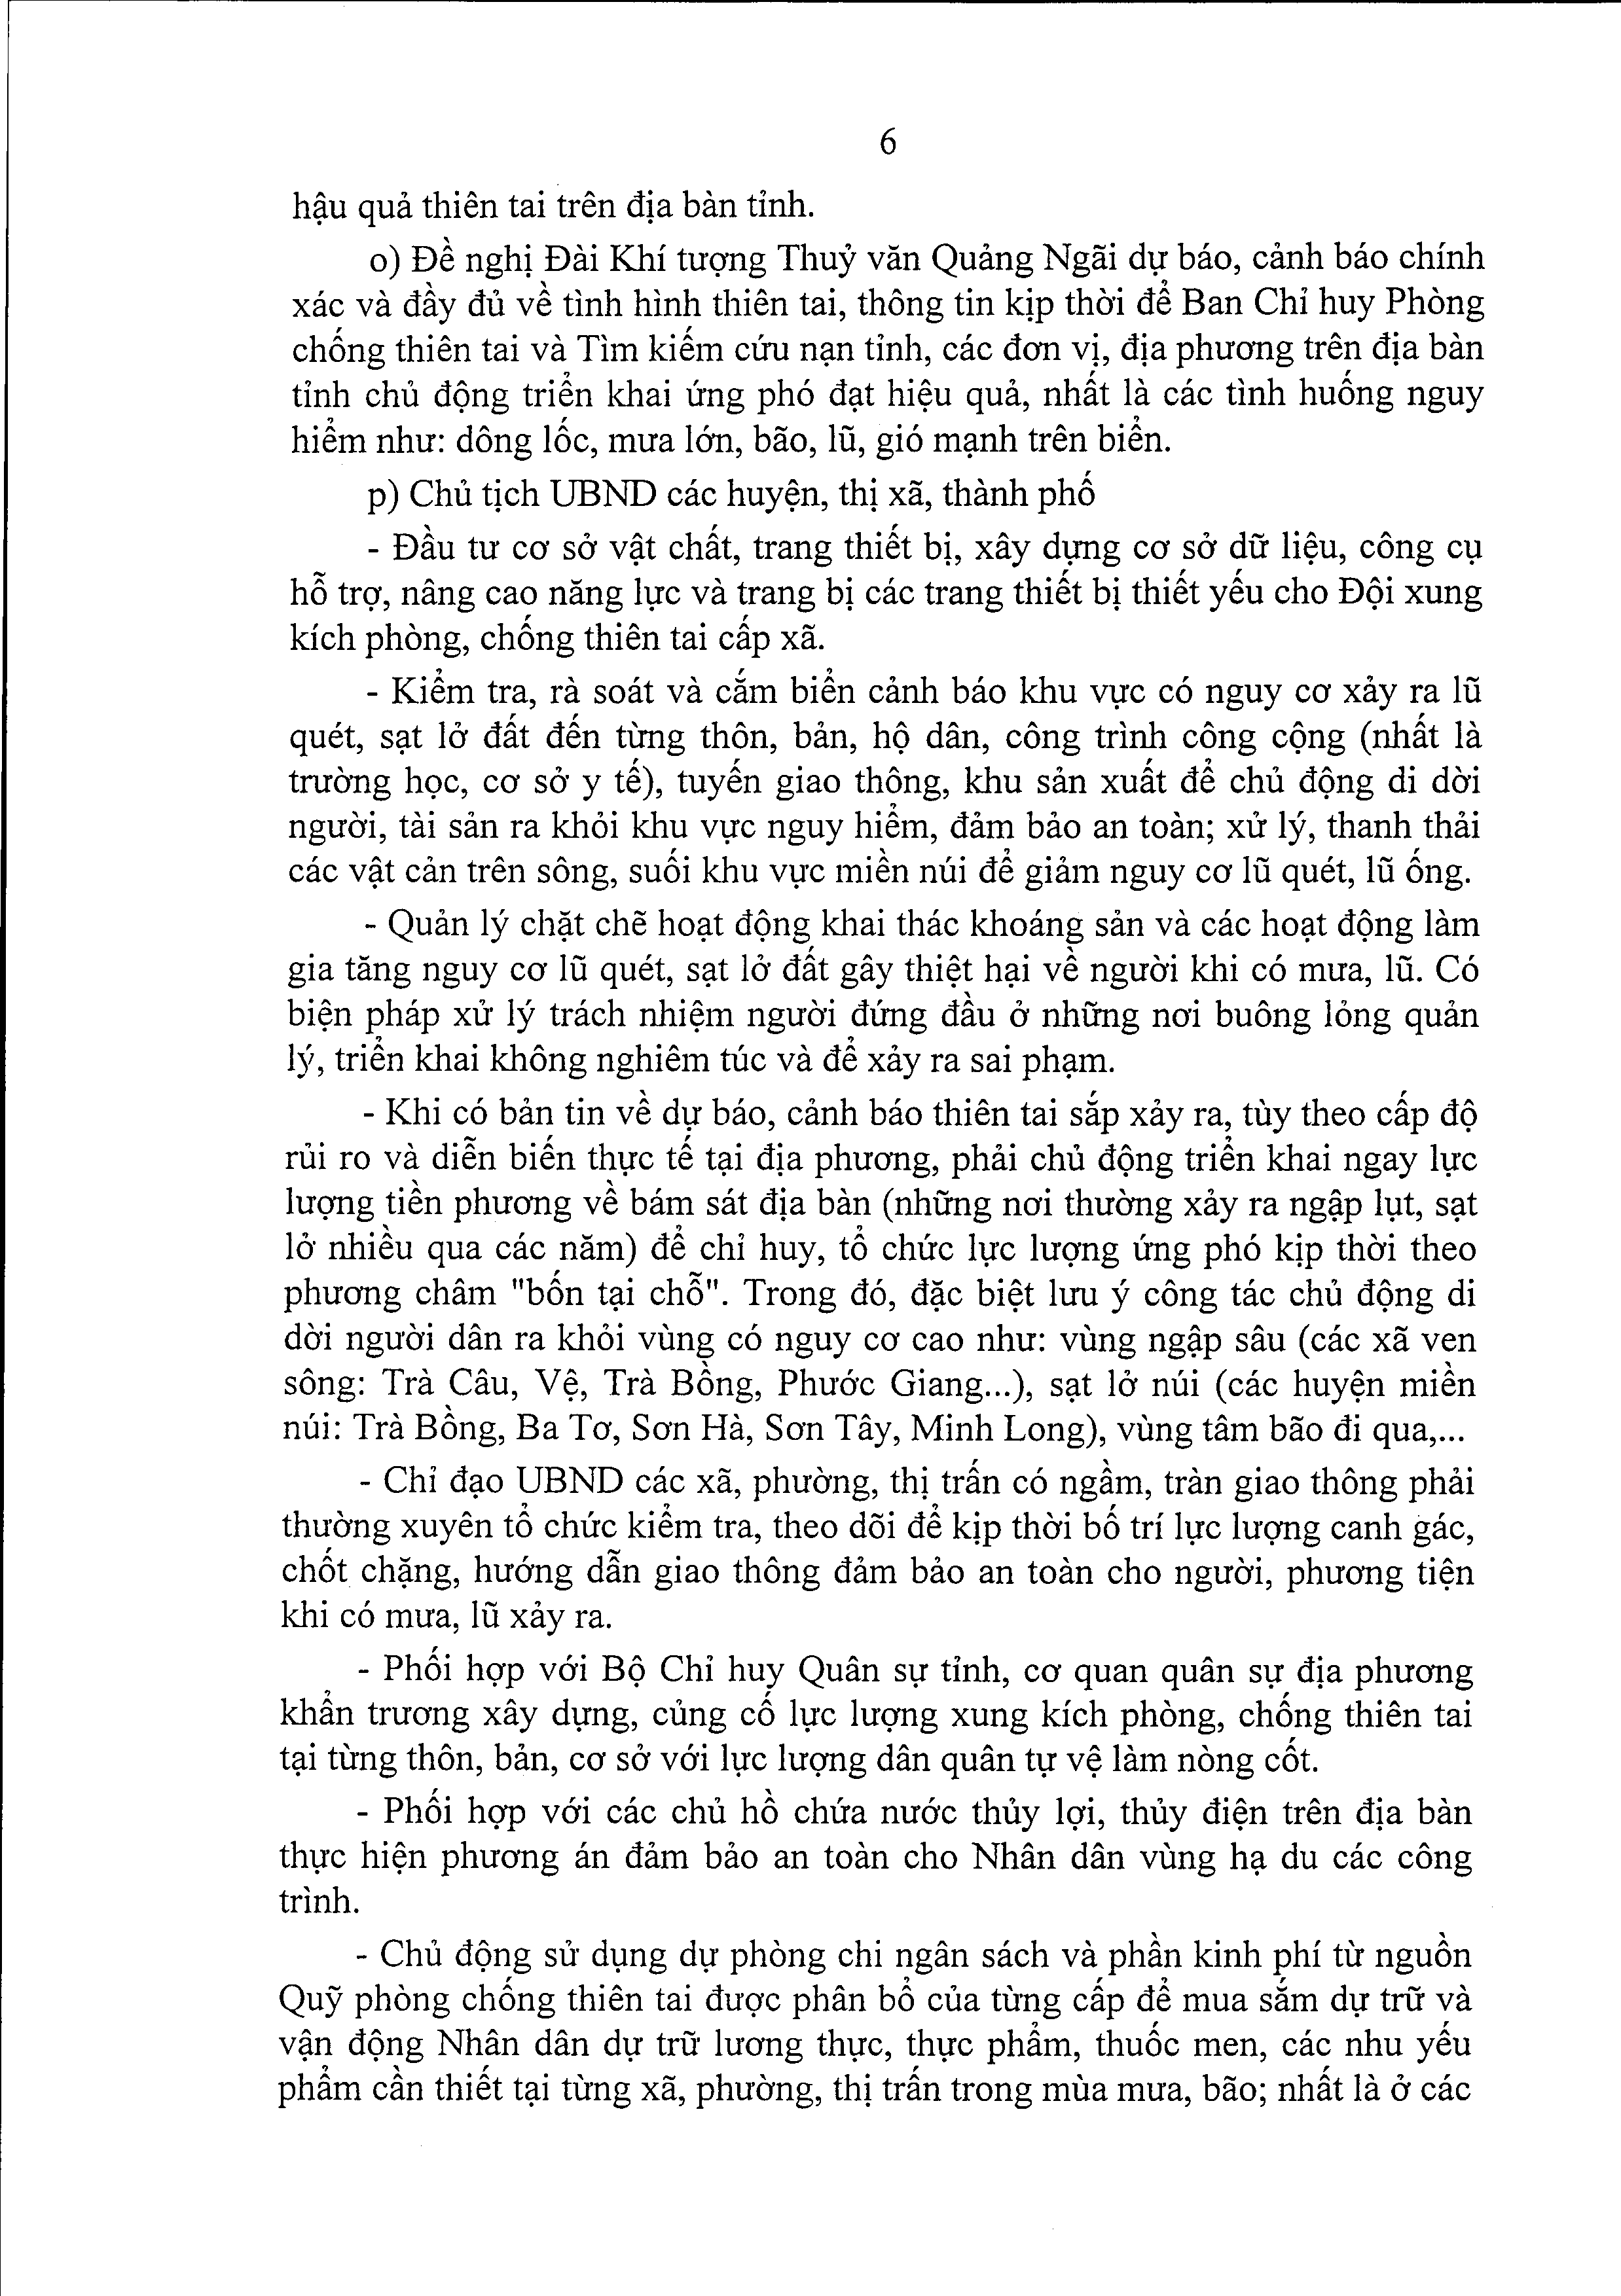 6
hậu quả thiên tai trên địa bàn tỉnh.
o) Đề nghị Đài Khí tượng Thuỷ văn Quảng Ngãi dự báo, cảnh báo chính
xác và đầy đủ về tình hình thiên tai, thông tin kịp thời để Ban Chỉ huy Phòng
chống thiên tai và Tìm kiếm cứu nạn tỉnh, các đơn vị, địa phương trên địa bàn
tỉnh chủ động triển khai ứng phó đạt hiệu quả, nhất là các tình huống nguy
hiểm như: dông lốc, mưa lớn, bão, lũ, gió mạnh trên biển.
p) Chủ tịch UBND các huyện, thị xã, thành phố
- Đầu tư cơ sở vật chất, trang thiết bị, xây dựng cơ sở dữ liệu, công cụ
hỗ trợ, nâng cao năng lực và trang bị các trang thiết bị thiết yếu cho Đội xung
kích phòng, chống thiên tai cấp xã.
- Kiểm tra, rà soát và cắm biển cảnh báo khu vực có nguy cơ xảy ra lũ
quét, sạt lở đất đến từng thôn, bản, hộ dân, công trình công cộng (nhất là
trường học, cơ sở y tế), tuyến giao thông, khu sản xuất để chủ động di dời
người, tài sản ra khỏi khu vực nguy hiểm, đảm bảo an toàn; xử lý, thanh thải
các vật cản trên sông, suối khu vực miền núi để giảm nguy cơ lũ quét, lũ ống.
- Quản lý chặt chẽ hoạt động khai thác khoáng sản và các hoạt động làm
gia tăng nguy cơ lũ quét, sạt lở đất gây thiệt hại về người khi có mưa, lũ. Có
biện pháp xử lý trách nhiệm người đứng đầu ở những nơi buông lỏng quản
lý, triển khai không nghiêm túc và để xảy ra sai phạm.
- Khi có bản tin về dự báo, cảnh báo thiên tai sắp xảy ra, tùy theo cấp độ
rủi ro và diễn biến thực tế tại địa phương, phải chủ động triển khai ngay lực
lượng tiền phương về bám sát địa bàn (những nơi thường xảy ra ngập lụt, sạt
lở nhiều qua các năm) để chỉ huy, tổ chức lực lượng ứng phó kịp thời theo
phương châm "bốn tại chỗ". Trong đó, đặc biệt lưu ý công tác chủ động di
dời người dân ra khỏi vùng có nguy cơ cao như: vùng ngập sâu (các xã ven
sông: Trà Câu, Vệ, Trà Bồng, Phước Giang...), sạt lở núi (các huyện miền
núi: Trà Bồng, Ba Tơ, Sơn Hà, Sơn Tây, Minh Long), vùng tâm bão đi qua,...
- Chỉ đạo UBND các xã, phường, thị trấn có ngầm, tràn giao thông phải
thường xuyên tổ chức kiểm tra, theo dõi để kịp thời bố trí lực lượng canh gác,
chốt chặng, hướng dẫn giao thông đảm bảo an toàn cho người, phương tiện
khi có mưa, lũ xảy ra.
- Phối hợp với Bộ Chỉ huy Quân sự tỉnh, cơ quan quân sự địa phương
khẩn trương xây dựng, củng cố lực lượng xung kích phòng, chống thiên tai
tại từng thôn, bản, cơ sở với lực lượng dân quân tự vệ làm nòng cốt.
- Phối hợp với các chủ hồ chứa nước thủy lợi, thủy điện trên địa bàn
thực hiện phương án đảm bảo an toàn cho Nhân dân vùng hạ du các công
trình.
- Chủ động sử dụng dự phòng chi ngân sách và phần kinh phí từ nguồn
Quỹ phòng chống thiên tai được phân bổ của từng cấp để mua sắm dự trữ và
vận động Nhân dân dự trữ lương thực, thực phẩm, thuốc men, các nhu yếu
phẩm cần thiết tại từng xã, phường, thị trấn trong mùa mưa, bão; nhất là ở các